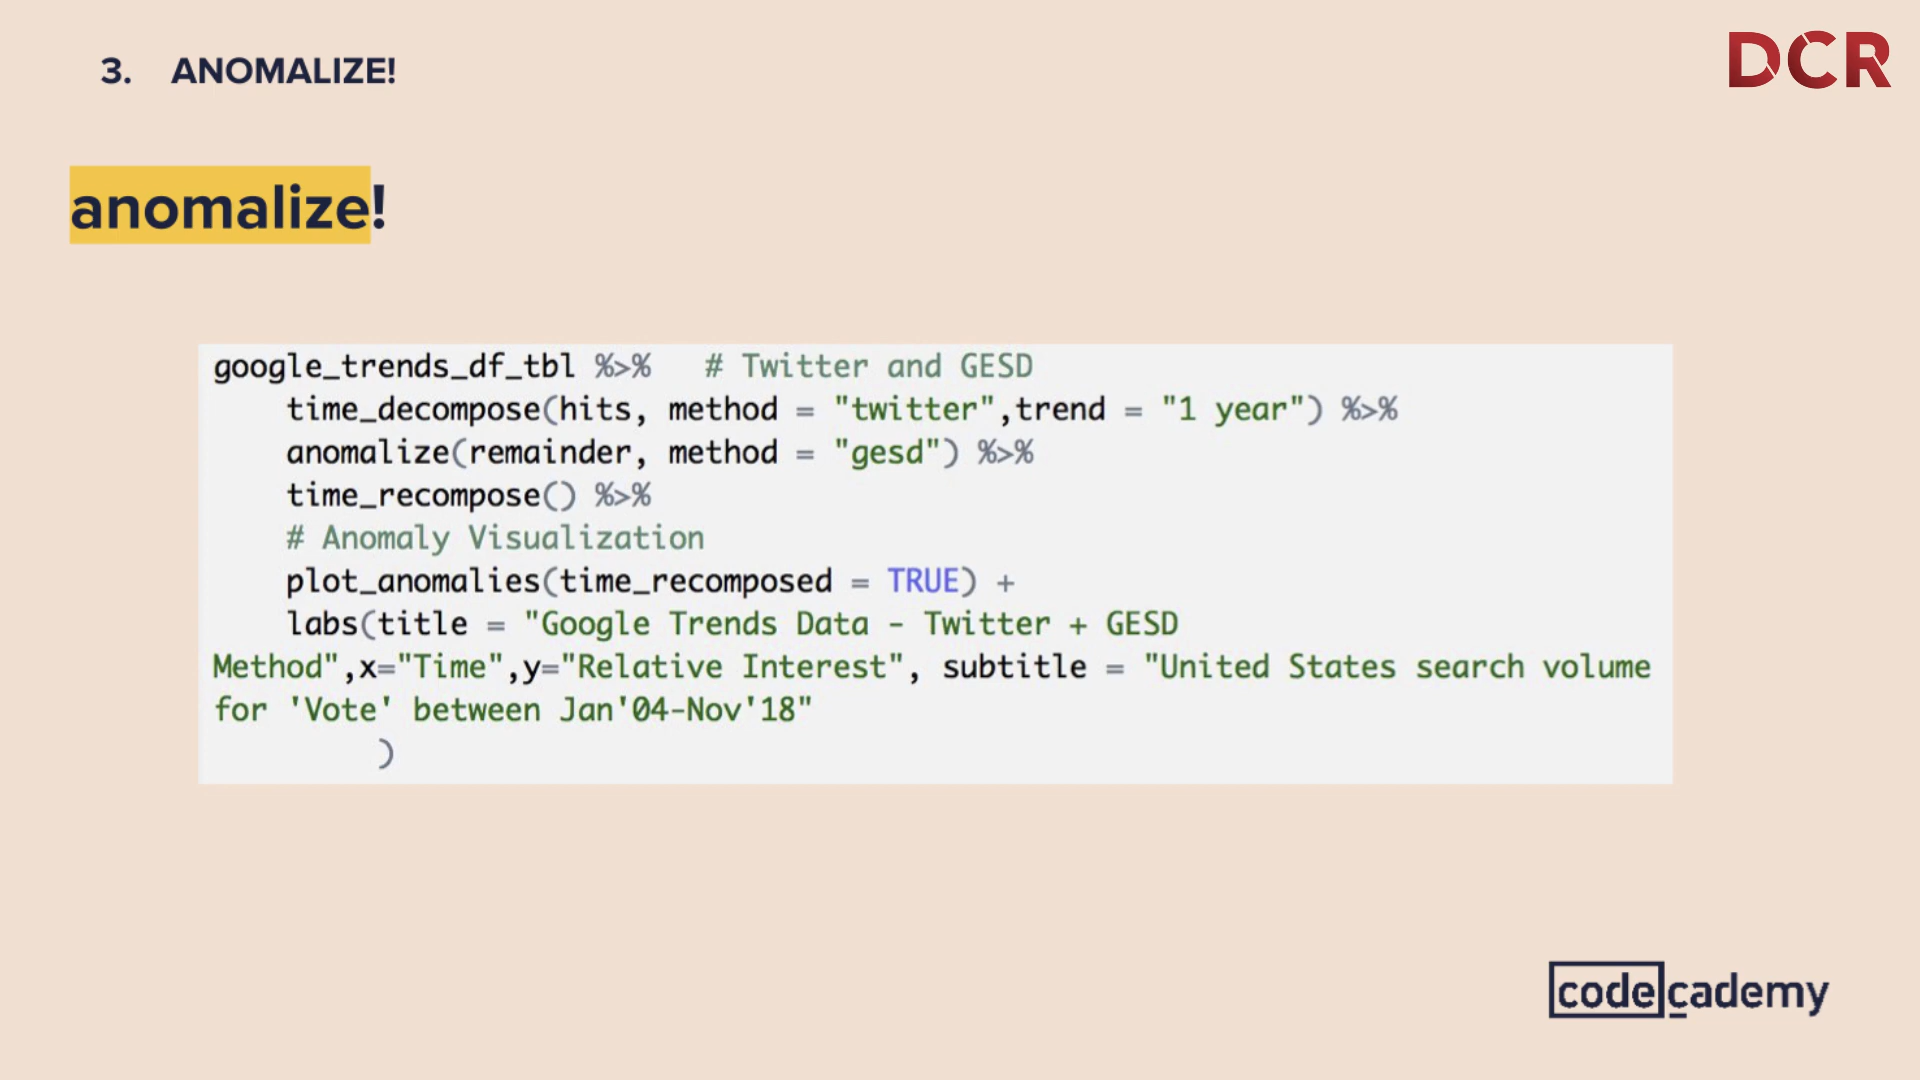 3. ANOMALIZE!
DCR
anomalize!
google_trends_df_tbl %>%   # Twitter and GESD
    time_decompose(hits, method = "twitter",trend = "1 year") %>%
    anomalize(remainder, method = "gesd") %>%
    time_recompose() %>%
    # Anomaly Visualization
    plot_anomalies(time_recomposed = TRUE) +
    labs(title = "Google Trends Data - Twitter + GESD
Method",x="Time",y="Relative Interest", subtitle = "United States search volume
for 'Vote' between Jan'04-Nov'18"
         )
codecademy